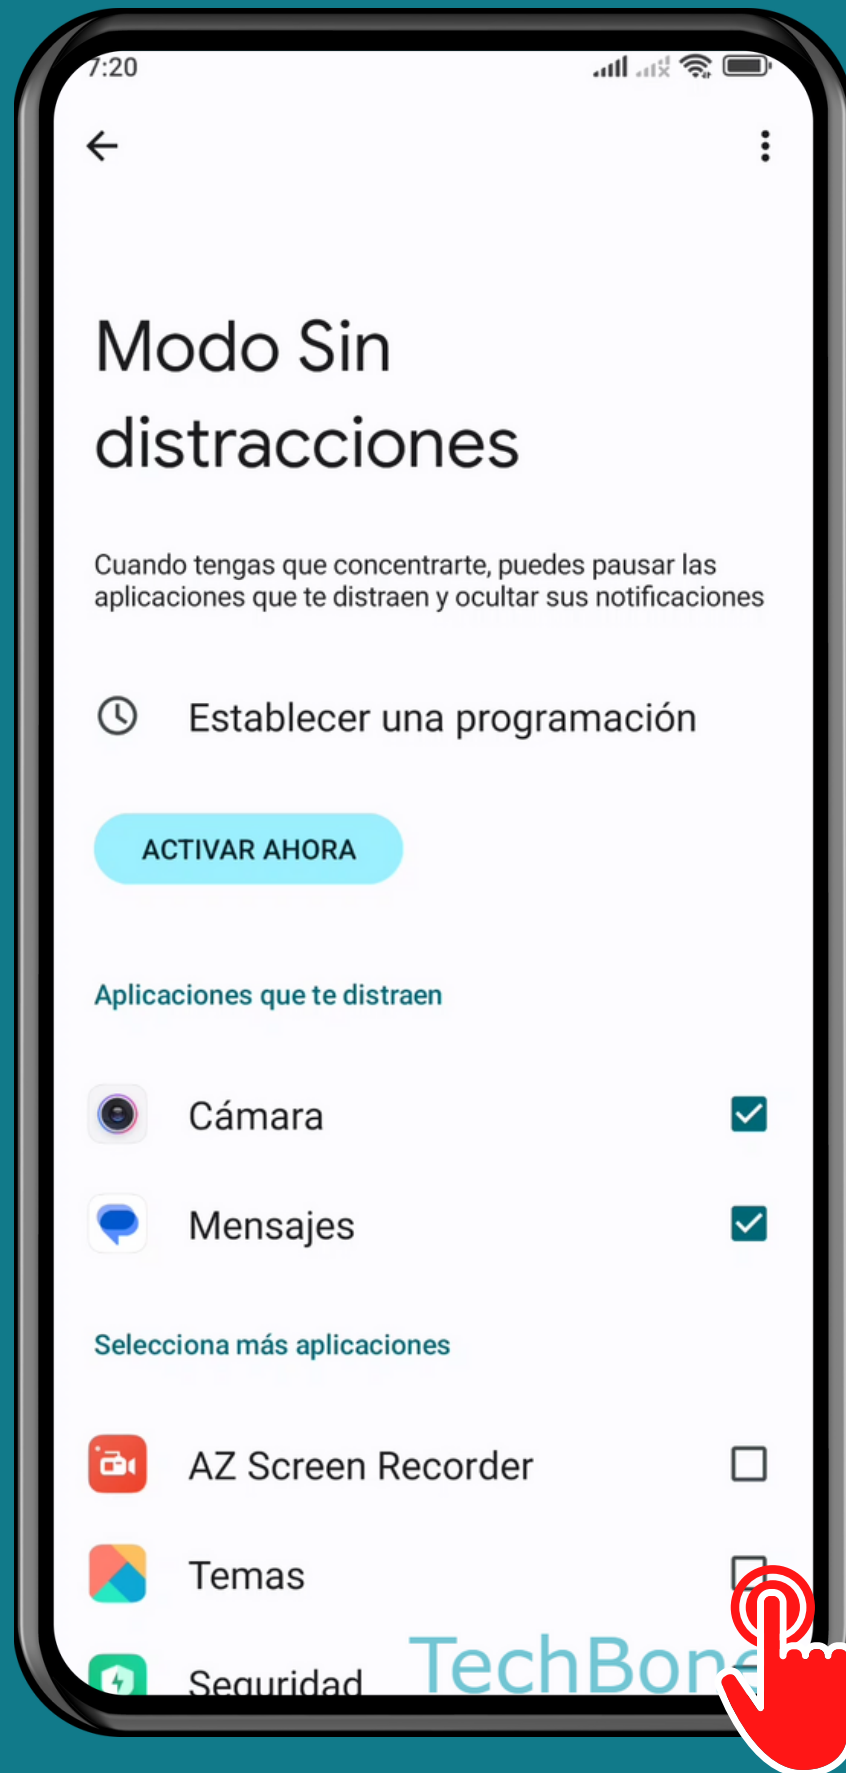 7:20
Modo Sin
distracciones
Cuando tengas que concentrarte, puedes pausar las
aplicaciones que te distraen y ocultar sus notificaciones
Establecer una programación
ACTIVAR AHORA
Aplicaciones que te distraen
Cámara
Mensajes
Selecciona más aplicaciones
AZ Screen Recorder
Temas
Seguridad
TechBone